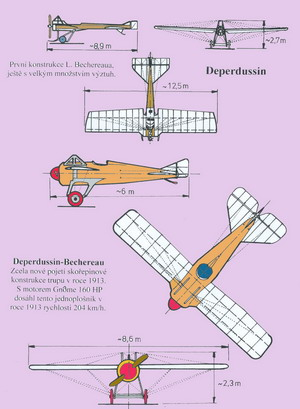 ~8,9 m
~2,7m
První konstrukce L. Bechereaua,
ještě s velkým množstvím výztuh.
Deperdussin
~12,5 m
~6 m
Deperdussin-Bechereau
Zcela nové pojetí skořepinové
konstrukce trupu v roce 1913.
S motorem Gnôme 160 HP
dosáhl tento jednoplošník v
roce 1913 rychlosti 204 km/h.
~8,6 m
~2,3 m